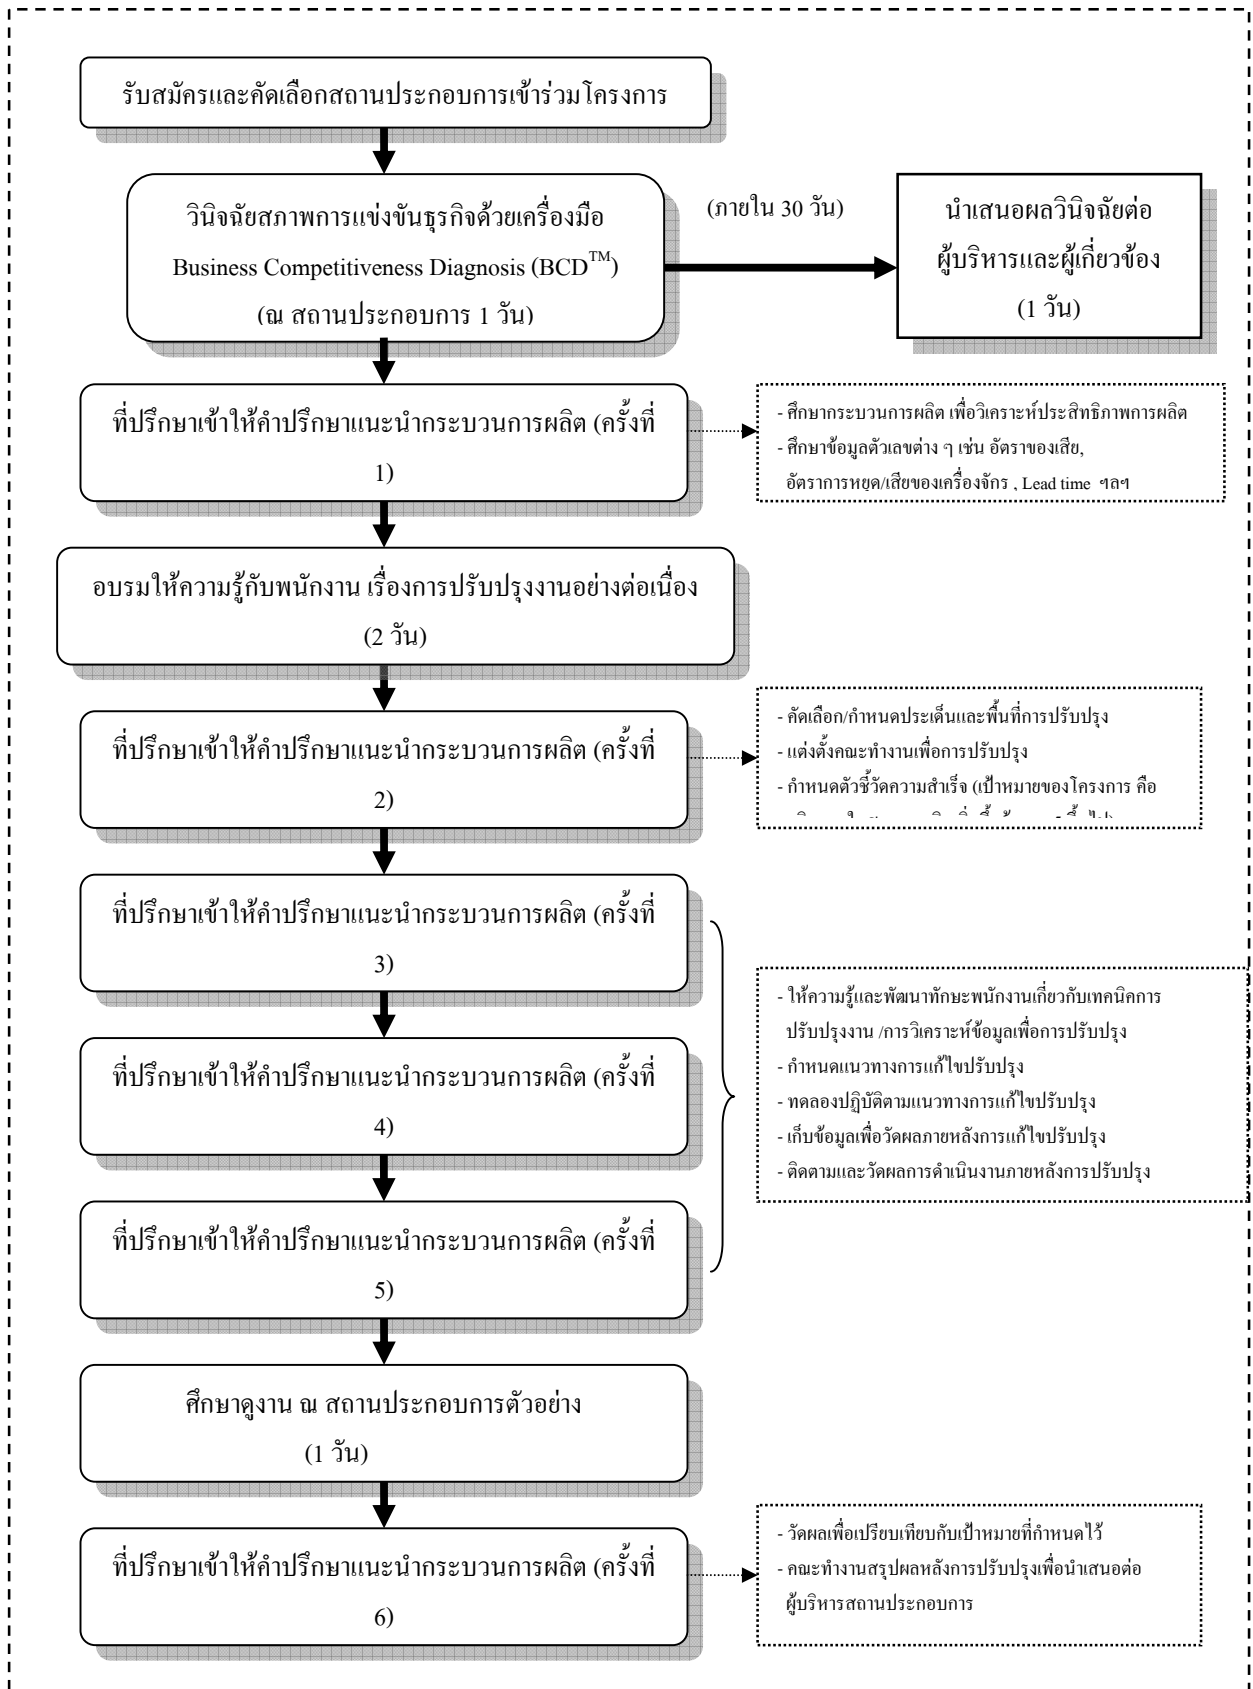 รับสมัครและคัดเลือกสถานประกอบการเข้าร่วมโครงการ
วินิจฉัยสภาพการแข่งขันธุรกิจด้วยเครื่องมือ
Business Competitiveness Diagnosis (BCD™)
(ณ สถานประกอบการ 1 วัน)
(ภายใน 30 วัน)
นำเสนอผลวินิจฉัยต่อ
ผู้บริหารและผู้เกี่ยวข้อง
(1 วัน)
ที่ปรึกษาเข้าให้คำปรึกษาแนะนำกระบวนการผลิต (ครั้งที่
1)
- ศึกษากระบวนการผลิต เพื่อวิเคราะห์ประสิทธิภาพการผลิต
- ศึกษาข้อมูลตัวเลขต่าง ๆ เช่น อัตราของเสีย,
อัตราการหยุด/เสียของเครื่องจักร , Lead time ฯลฯ
อบรมให้ความรู้กับพนักงาน เรื่องการปรับปรุงงานอย่างต่อเนื่อง
(2 วัน)
ที่ปรึกษาเข้าให้คำปรึกษาแนะนำกระบวนการผลิต (ครั้งที่
2)
- คัดเลือก/กำหนดประเด็นและพื้นที่การปรับปรุง
- แต่งตั้งคณะทำงานเพื่อการปรับปรุง
- กำหนดตัวชี้วัดความสำเร็จ (เป้าหมายของโครงการ คือ
ที่ปรึกษาเข้าให้คำปรึกษาแนะนำกระบวนการผลิต (ครั้งที่
3)
ที่ปรึกษาเข้าให้คำปรึกษาแนะนำกระบวนการผลิต (ครั้งที่
4)
ที่ปรึกษาเข้าให้คำปรึกษาแนะนำกระบวนการผลิต (ครั้งที่
5)
- ให้ความรู้และพัฒนาทักษะพนักงานเกี่ยวกับเทคนิคการ
ปรับปรุงงาน /การวิเคราะห์ข้อมูลเพื่อการปรับปรุง
- กำหนดแนวทางการแก้ไขปรับปรุง
- ทดลองปฏิบัติตามแนวทางการแก้ไขปรับปรุง
- เก็บข้อมูลเพื่อวัดผลภายหลังการแก้ไขปรับปรุง
- ติดตามและวัดผลการดำเนินงานภายหลังการปรับปรุง
ศึกษาดูงาน ณ สถานประกอบการตัวอย่าง
(1 วัน)
ที่ปรึกษาเข้าให้คำปรึกษาแนะนำกระบวนการผลิต (ครั้งที่
6)
- วัดผลเพื่อเปรียบเทียบกับเป้าหมายที่กำหนดไว้
- คณะทำงานสรุปผลหลังการปรับปรุงเพื่อนำเสนอต่อ
ผู้บริหารสถานประกอบการ